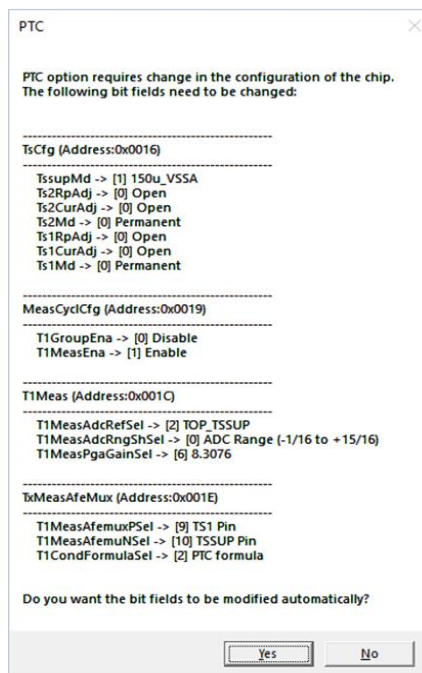 PTC
PTC option requires change in the configuration of the chip.
The following bit fields need to be changed:
--------------------------------------------------
TsCfg (Address:0x0016)
--------------------------------------------------
TssupMd -> [1] 150u_VSSA
Ts2RpAdj -> [0] Open
Ts2CurAdj -> [0] Open
Ts2Md -> [0] Permanent
Ts1RpAdj -> [0] Open
Ts1CurAdj -> [0] Open
Ts1Md -> [0] Permanent
--------------------------------------------------
MeasCyclCfg (Address:0x0019)
--------------------------------------------------
T1GroupEna -> [0] Disable
T1MeasEna -> [1] Enable
--------------------------------------------------
T1Meas (Address:0x001C)
--------------------------------------------------
T1MeasAdcRefSel -> [2] TOP_TSSUP
T1MeasAdcRngShSel -> [0] ADC Range (-1/16 to +15/16)
T1MeasPgaGainSel -> [6] 8.3076
--------------------------------------------------
TxMeasAfeMux (Address:0x001E)
--------------------------------------------------
T1MeasAfemuxPSel -> [9] TS1 Pin
T1MeasAfemuNSel -> [10] TSSUP Pin
T1CondFormulaSel -> [2] PTC formula
Do you want the bit fields to be modified automatically?
Yes No